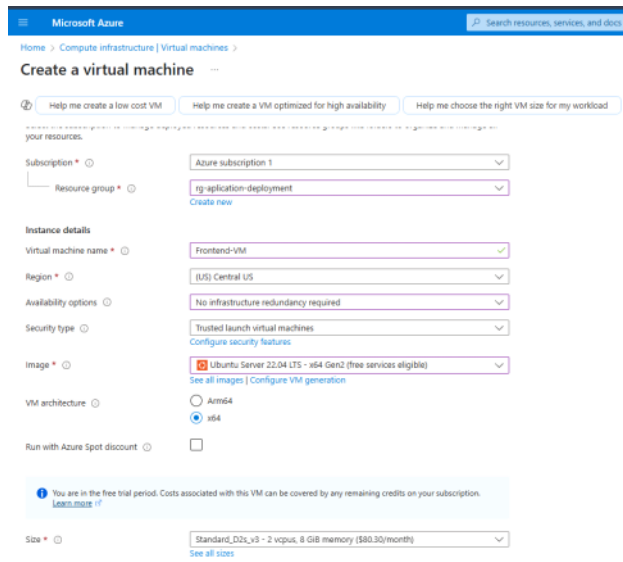 Microsoft Azure
Search resources, services, and docs
Home > Compute infrastructure | Virtual machines >
Create a virtual machine ...
Help me create a low cost VM
Help me create a VM optimized for high availability
Help me choose the right VM size for my workload
your resources.
Subscription *
Azure subscription 1
Resource group *
rg-aplication-deployment
Create new
Instance details
Virtual machine name *
Frontend-VM
Region *
(US) Central US
Availability options
No infrastructure redundancy required
Security type
Trusted launch virtual machines
Configure security features
Image *
Ubuntu Server 22.04 LTS - x64 Gen2 (free services eligible)
See all images | Configure VM generation
VM architecture
Arm64
x64
Run with Azure Spot discount
You are in the free trial period. Costs associated with this VM can be covered by any remaining credits on your subscription.
Learn more
Size *
Standard_D2s_v3 - 2 vcpus, 8 GiB memory ($80.30/month)
See all sizes